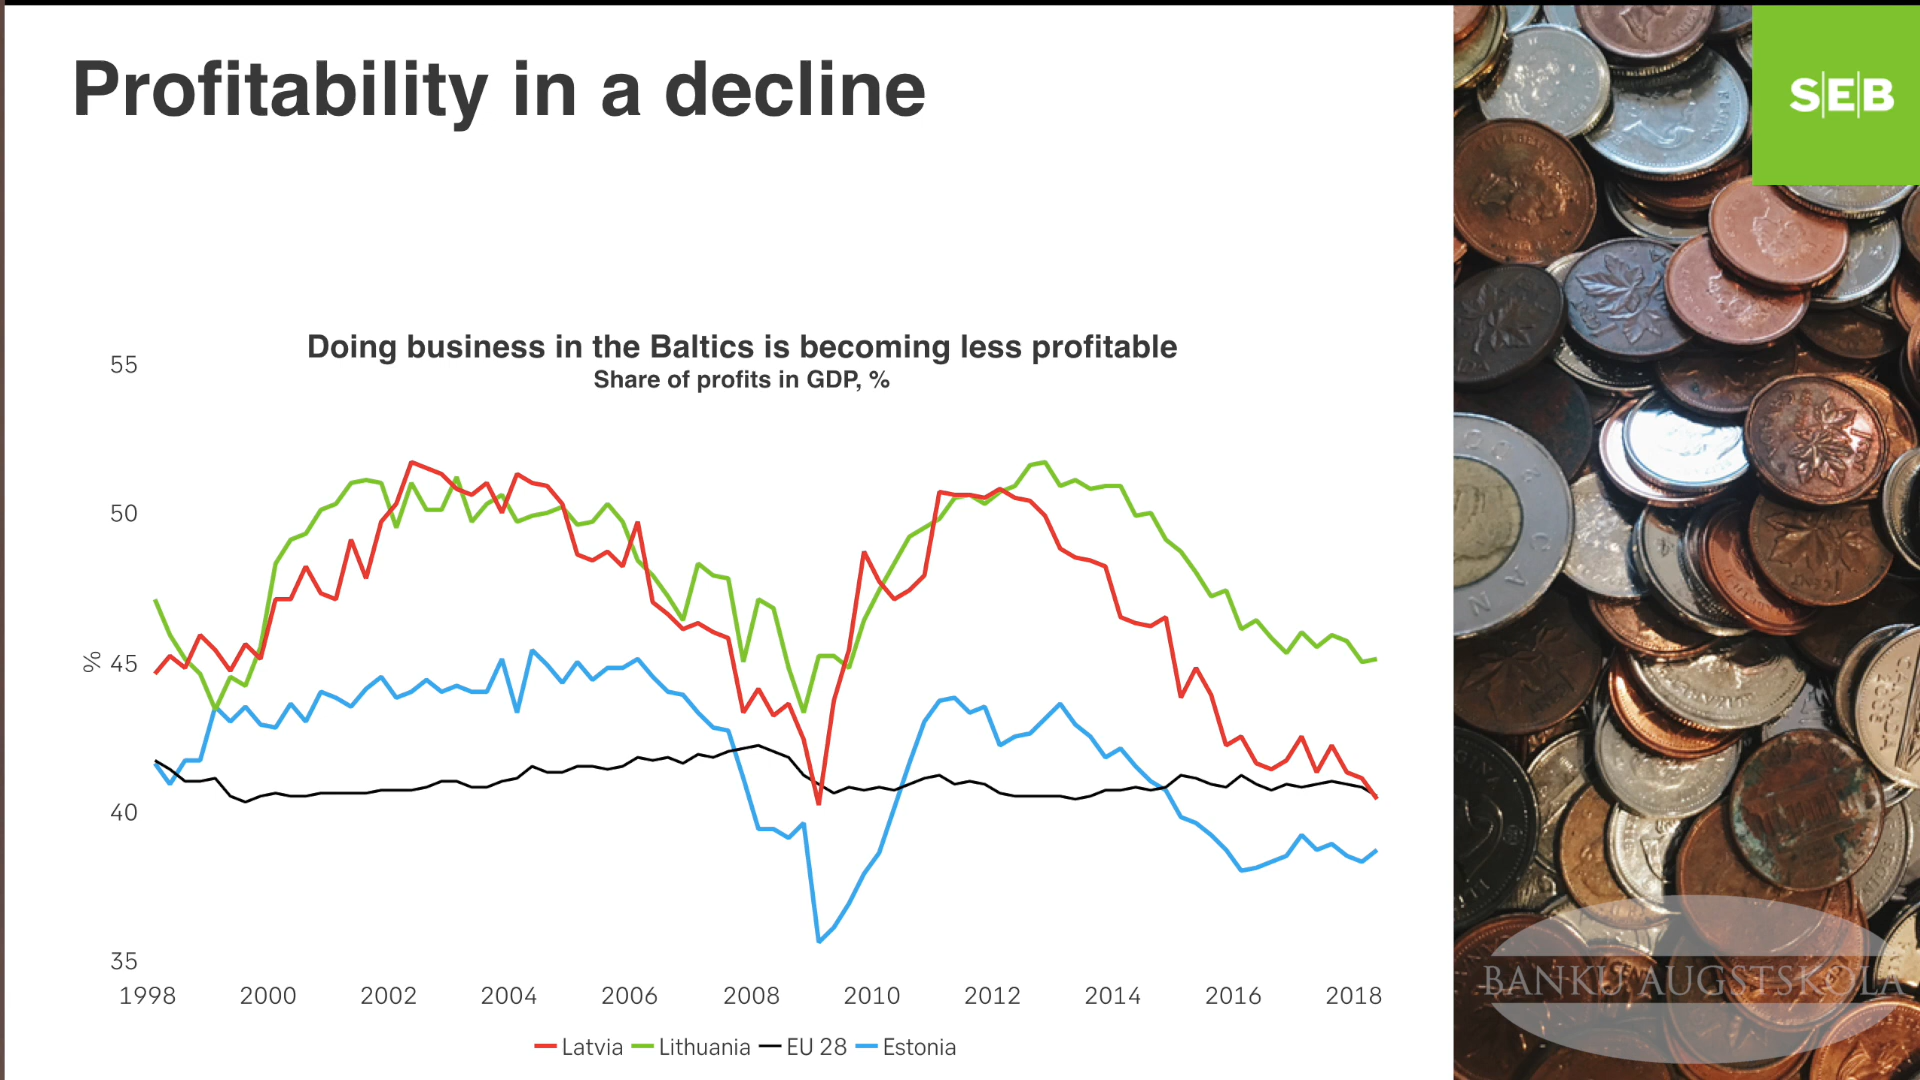 Profitability in a decline
S|E|B
Doing business in the Baltics is becoming less profitable
Share of profits in GDP, %
55
50
%
45
40
35
1998 2000 2002 2004 2006 2008 2010 2012 2014 2016 2018
Latvia Lithuania EU 28 Estonia
BANKU AUGSTSKOLA